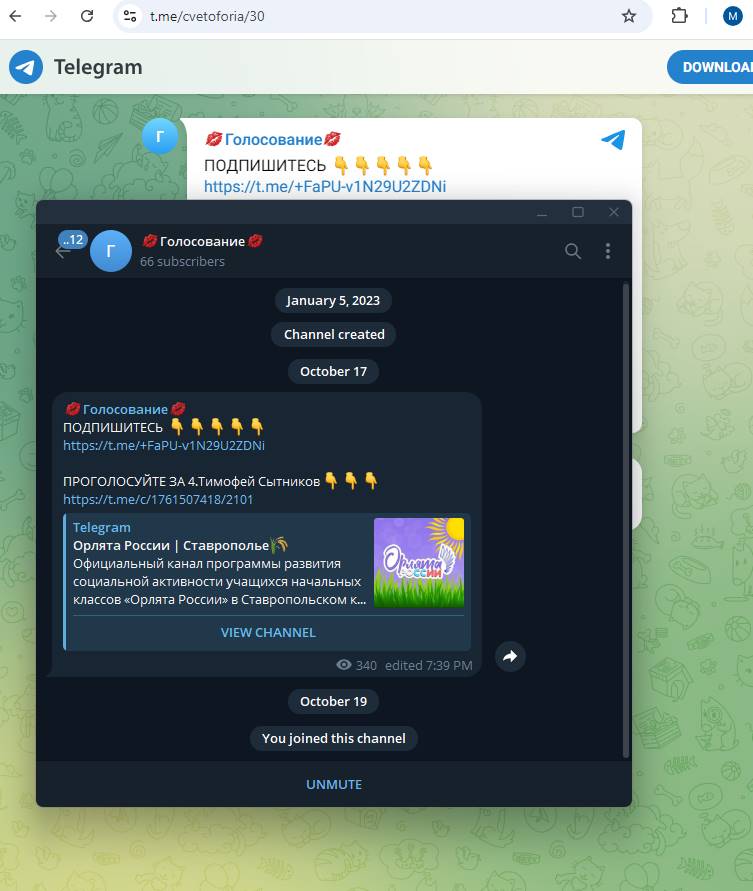 t.me/cvetoforia/30
M
Telegram
DOWNLOA
Г
💋Голосование💋
ПОДПИШИТЕСЬ 👇👇👇👇👇
https://t.me/+FaPU-v1N29U2ZDNi
..12
Г
💋Голосование💋
66 subscribers
January 5, 2023
Channel created
October 17
💋Голосование💋
ПОДПИШИТЕСЬ 👇👇👇👇👇
https://t.me/+FaPU-v1N29U2ZDNi
ПРОГОЛОСУЙТЕ ЗА 4.Тимофей Сытников 👇👇👇
https://t.me/c/1761507418/2101
Telegram
Орлята России | Ставрополье🌾
Официальный канал программы развития
социальной активности учащихся начальных
классов «Орлята России» в Ставропольском к...
Орлята
России
VIEW CHANNEL
340 edited 7:39 PM
October 19
You joined this channel
UNMUTE